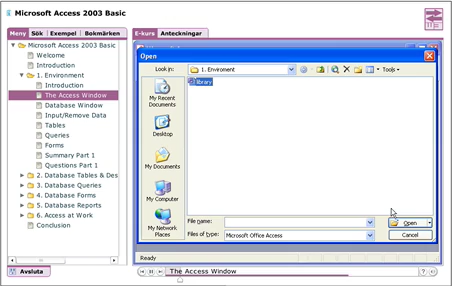 Microsoft Access 2003 Basic
Meny Sök Exempel Bokmärken
E-kurs Anteckningar
Microsoft Access 2003 Basic
Welcome
Introduction
1. Environment
Introduction
The Access Window
Database Window
Input/Remove Data
Tables
Queries
Forms
Summary Part 1
Questions Part 1
2. Database Tables & Des
3. Database Queries
4. Database Forms
5. Database Reports
6. Access at Work
Conclusion
Avsluta
Open
Look in: 1. Enviroment
Tools
library
My Recent
Documents
Desktop
My Documents
My Computer
My Network
Places
File name:
Open
Files of type: Microsoft Office Access
Cancel
Ready
The Access Window
?